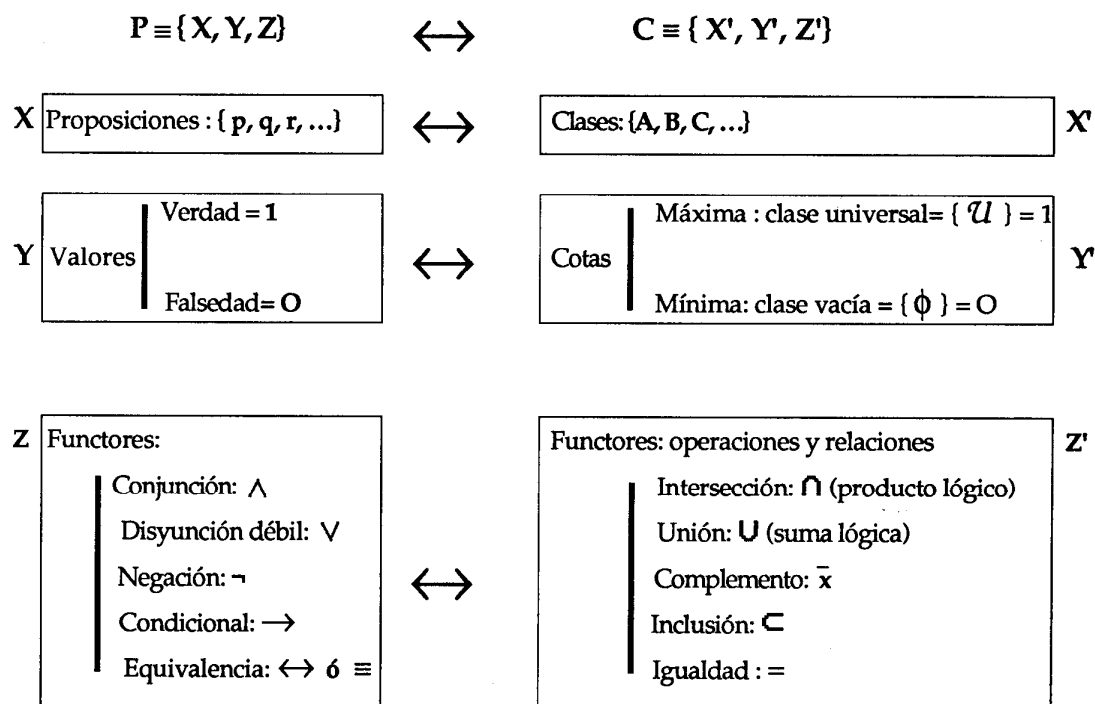 P ≡ { X, Y, Z } ⟷ C ≡ { X', Y', Z' }
X Proposiciones : { p, q, r, ...} ⟷ Clases: {A, B, C, ...} X'
Verdad = 1 Máxima : clase universal= { 𝒰 } = 1
Y Valores ⟷ Cotas Y'
Falsedad= O Mínima: clase vacía = { ϕ } = O
Z Functores: Functores: operaciones y relaciones Z'
Conjunción: ∧ Intersección: ∩ (producto lógico)
Disyunción débil: ∨ Unión: ∪ (suma lógica)
Negación: ¬ ⟷ Complemento: x̄
Condicional: → Inclusión: ⊂
Equivalencia: ↔ ó ≡ Igualdad : =